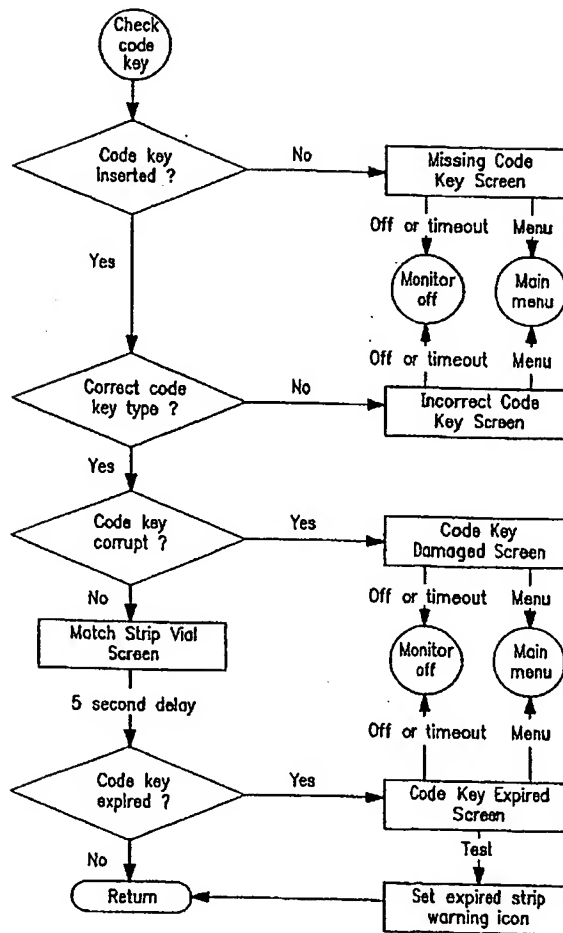 Check
code
key
Code key
Inserted ?
No
Missing Code
Key Screen
Yes
Off or timeout
Menu
Monitor
off
Main
menu
Off or timeout
Menu
Correct code
key type ?
No
Incorrect Code
Key Screen
Yes
Code key
corrupt ?
Yes
Code Key
Damaged Screen
No
Off or timeout
Menu
Match Strip Vial
Screen
Monitor
off
Main
menu
5 second delay
Off or timeout
Menu
Code key
expired ?
Yes
Code Key Expired
Screen
No
Test
Return
Set expired strip
warning icon